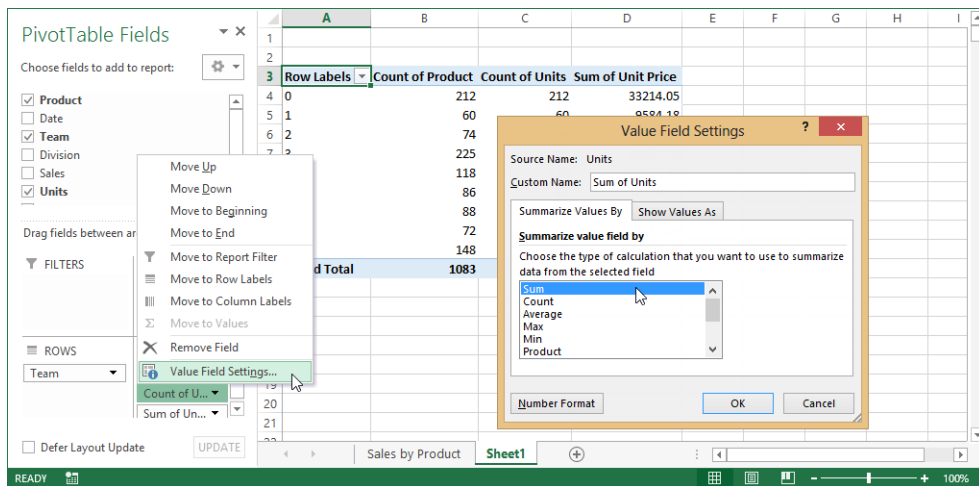 PivotTable Fields
Choose fields to add to report:
Product
Date
Team
Division
Sales
Units
Drag fields between ar
FILTERS
ROWS
Team
Count of U...
Sum of Un...
Defer Layout Update
UPDATE
Move Up
Move Down
Move to Beginning
Move to End
Move to Report Filter
Move to Row Labels
Move to Column Labels
Σ Move to Values
Remove Field
Value Field Settings...
A B C D E F G H I
1
2
3 Row Labels Count of Product Count of Units Sum of Unit Price
4 0 212 212 33214.05
5 1 60 60 9584.18
6 2 74
7 3 225
118
86
88
72
148
d Total 1083
19
20
21
22
Value Field Settings
?
Source Name: Units
Custom Name: Sum of Units
Summarize Values By Show Values As
Summarize value field by
Choose the type of calculation that you want to use to summarize
data from the selected field
Sum
Count
Average
Max
Min
Product
Number Format OK Cancel
Sales by Product Sheet1
READY 100%